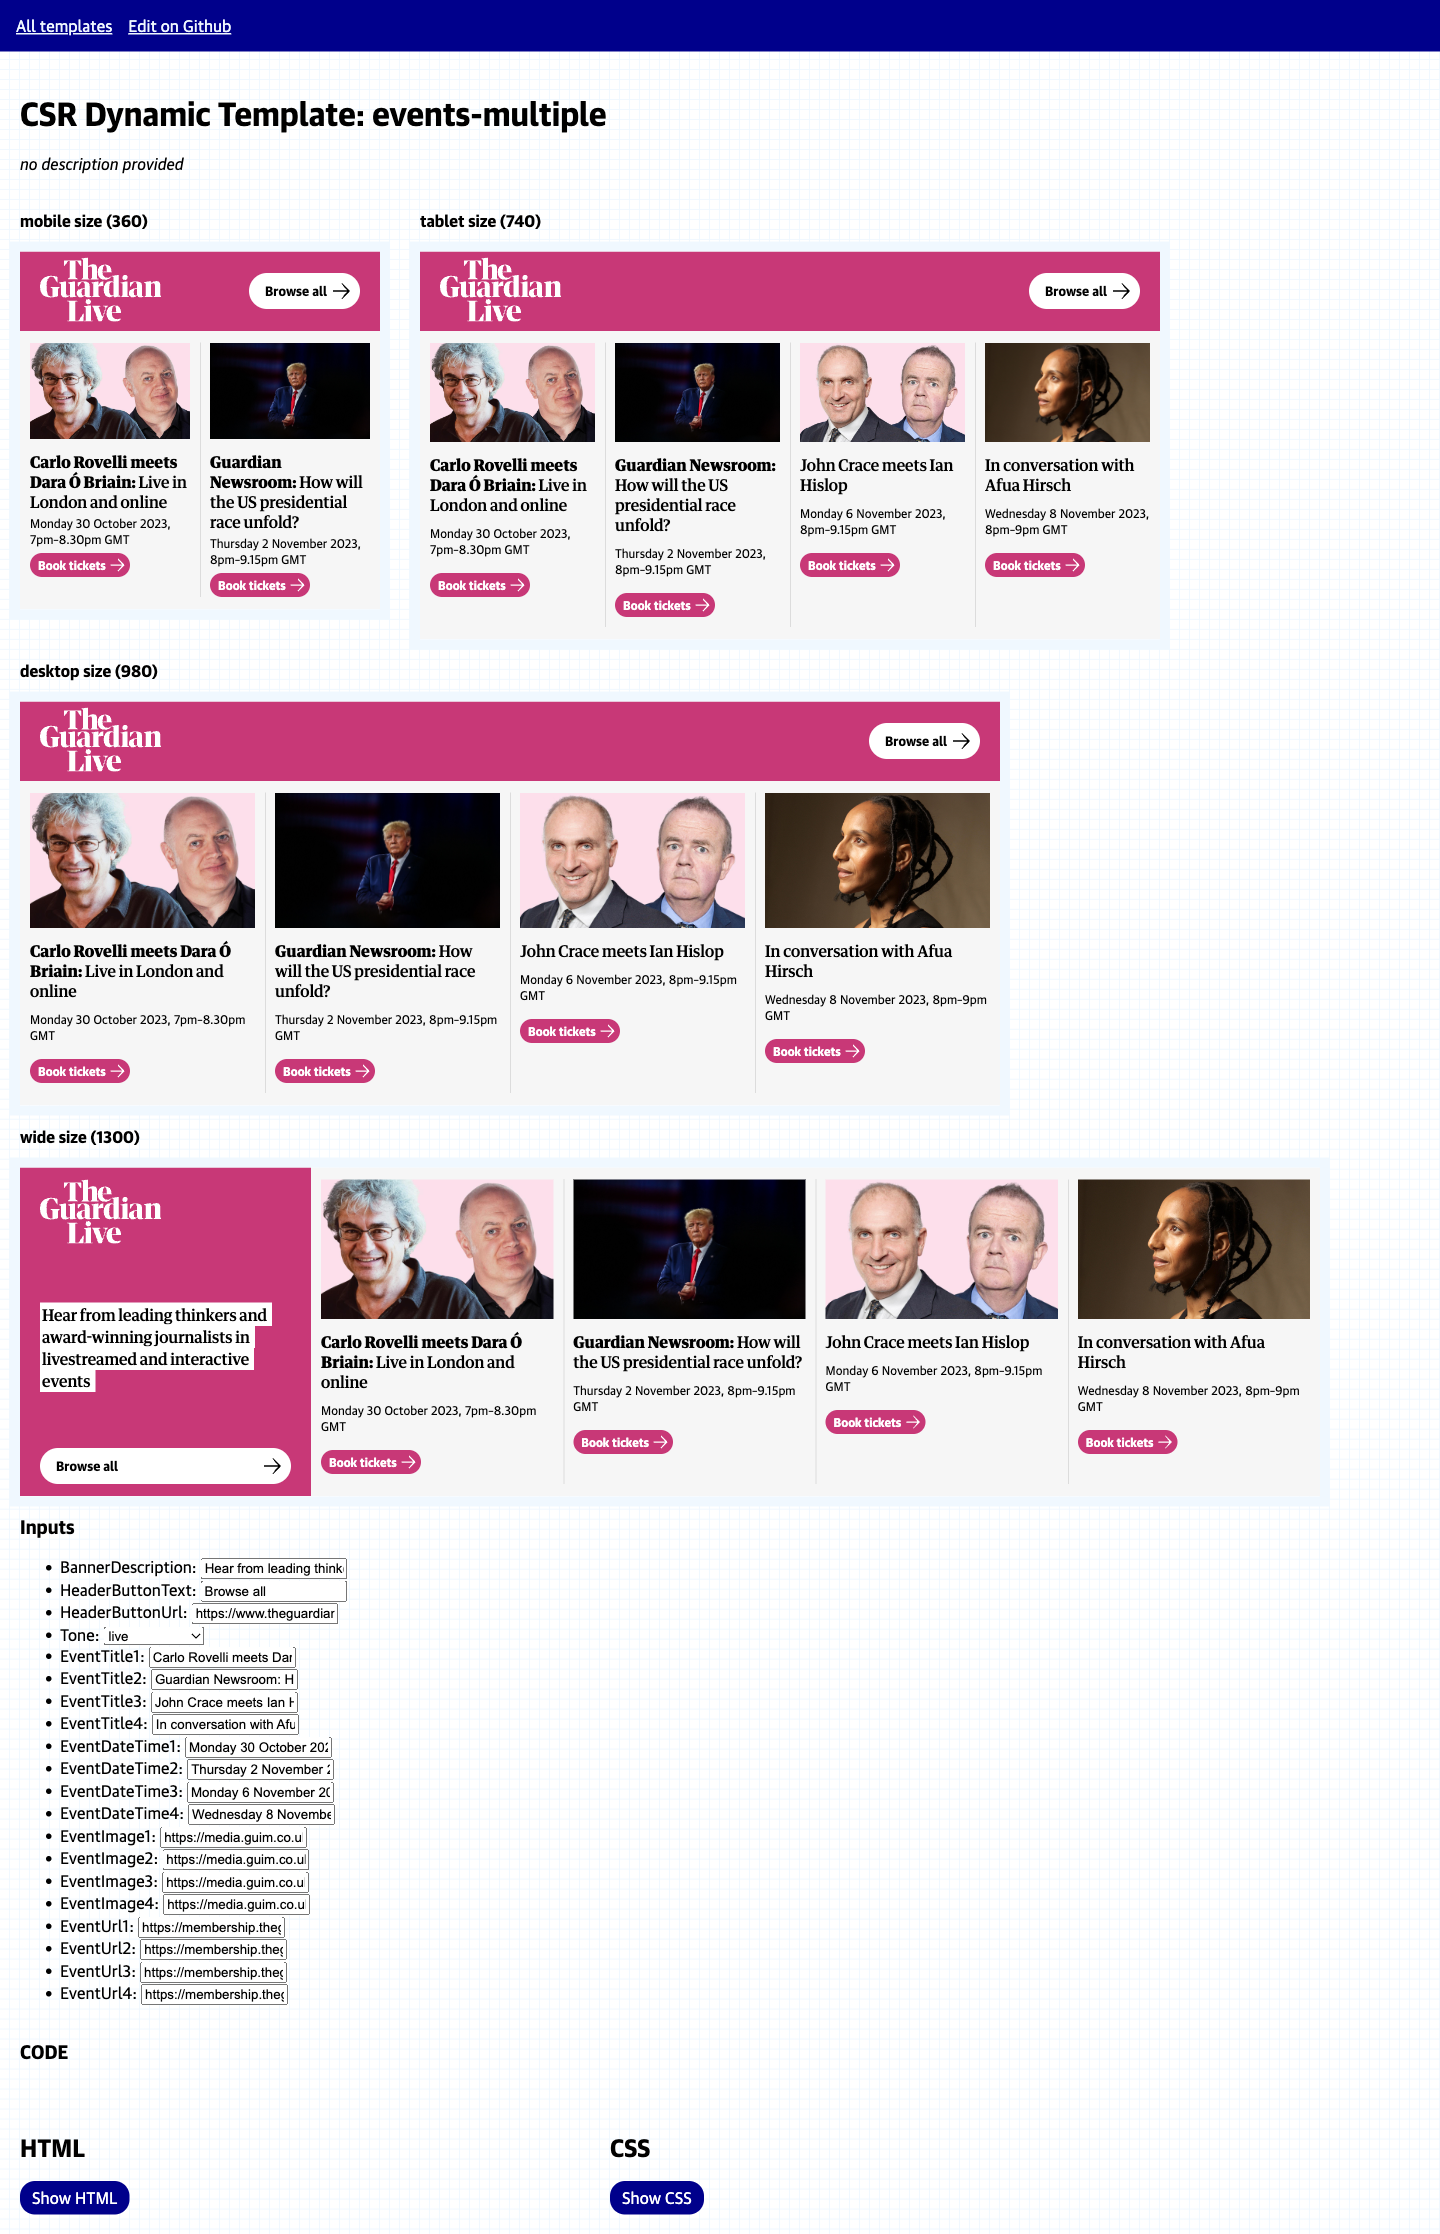 All templates Edit on Github
CSR Dynamic Template: events-multiple
no description provided
mobile size (360)
The
Guardian
Live
Browse all
Carlo Rovelli meets
Dara Ó Briain: Live in
London and online
Monday 30 October 2023,
7pm-8.30pm GMT
Book tickets
Guardian
Newsroom: How will
the US presidential
race unfold?
Thursday 2 November 2023,
8pm-9.15pm GMT
Book tickets
tablet size (740)
The
Guardian
Live
Browse all
Carlo Rovelli meets
Dara Ó Briain: Live in
London and online
Monday 30 October 2023,
7pm-8.30pm GMT
Book tickets
Guardian Newsroom:
How will the US
presidential race
unfold?
Thursday 2 November 2023,
8pm-9.15pm GMT
Book tickets
John Crace meets Ian
Hislop
Monday 6 November 2023,
8pm-9.15pm GMT
Book tickets
In conversation with
Afua Hirsch
Wednesday 8 November 2023,
8pm-9pm GMT
Book tickets
desktop size (980)
The
Guardian
Live
Browse all
Carlo Rovelli meets Dara Ó
Briain: Live in London and
online
Monday 30 October 2023, 7pm-8.30pm
GMT
Book tickets
Guardian Newsroom: How
will the US presidential race
unfold?
Thursday 2 November 2023, 8pm-9.15pm
GMT
Book tickets
John Crace meets Ian Hislop
Monday 6 November 2023, 8pm-9.15pm
GMT
Book tickets
In conversation with Afua
Hirsch
Wednesday 8 November 2023, 8pm-9pm
GMT
Book tickets
wide size (1300)
The
Guardian
Live
Hear from leading thinkers and
award-winning journalists in
livestreamed and interactive
events
Browse all
Carlo Rovelli meets Dara Ó
Briain: Live in London and
online
Monday 30 October 2023, 7pm-8.30pm
GMT
Book tickets
Guardian Newsroom: How will
the US presidential race unfold?
Thursday 2 November 2023, 8pm-9.15pm
GMT
Book tickets
John Crace meets Ian Hislop
Monday 6 November 2023, 8pm-9.15pm
GMT
Book tickets
In conversation with Afua
Hirsch
Wednesday 8 November 2023, 8pm-9pm
GMT
Book tickets
Inputs
BannerDescription: Hear from leading think
HeaderButtonText: Browse all
HeaderButtonUrl: https://www.theguardian
Tone: live
EventTitle1: Carlo Rovelli meets Dar
EventTitle2: Guardian Newsroom: H
EventTitle3: John Crace meets Ian H
EventTitle4: In conversation with Afu
EventDateTime1: Monday 30 October 202
EventDateTime2: Thursday 2 November 2
EventDateTime3: Monday 6 November 20
EventDateTime4: Wednesday 8 Novembe
EventImage1: https://media.guim.co.u
EventImage2: https://media.guim.co.uk
EventImage3: https://media.guim.co.u
EventImage4: https://media.guim.co.u
EventUrl1: https://membership.theg
EventUrl2: https://membership.theg
EventUrl3: https://membership.theg
EventUrl4: https://membership.theg
CODE
HTML
Show HTML
CSS
Show CSS